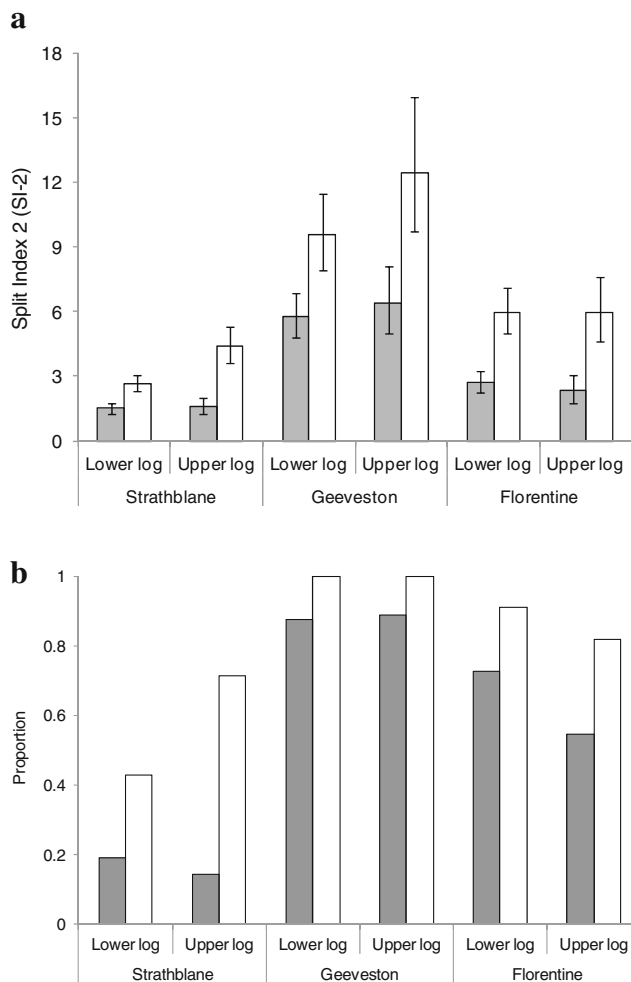 a
Split Index 2 (SI-2)
18
15
12
9
6
3
0
Lower log Upper log Lower log Upper log Lower log Upper log
Strathblane Geeveston Florentine
b
Proportion
1
0.8
0.6
0.4
0.2
0
Lower log Upper log Lower log Upper log Lower log Upper log
Strathblane Geeveston Florentine